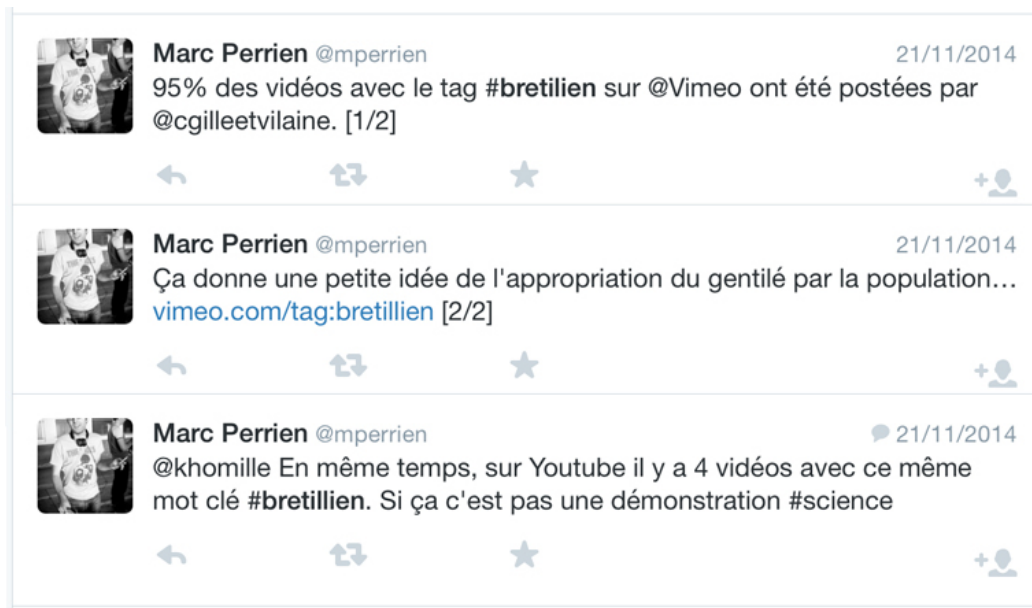 Marc Perrien @mperrien 21/11/2014
95% des vidéos avec le tag #bretilien sur @Vimeo ont été postées par
@cgilleetvilaine. [1/2]
Marc Perrien @mperrien 21/11/2014
Ça donne une petite idée de l'appropriation du gentilé par la population…
vimeo.com/tag:bretillien [2/2]
Marc Perrien @mperrien 21/11/2014
@khomille En même temps, sur Youtube il y a 4 vidéos avec ce même
mot clé #bretillien. Si ça c'est pas une démonstration #science